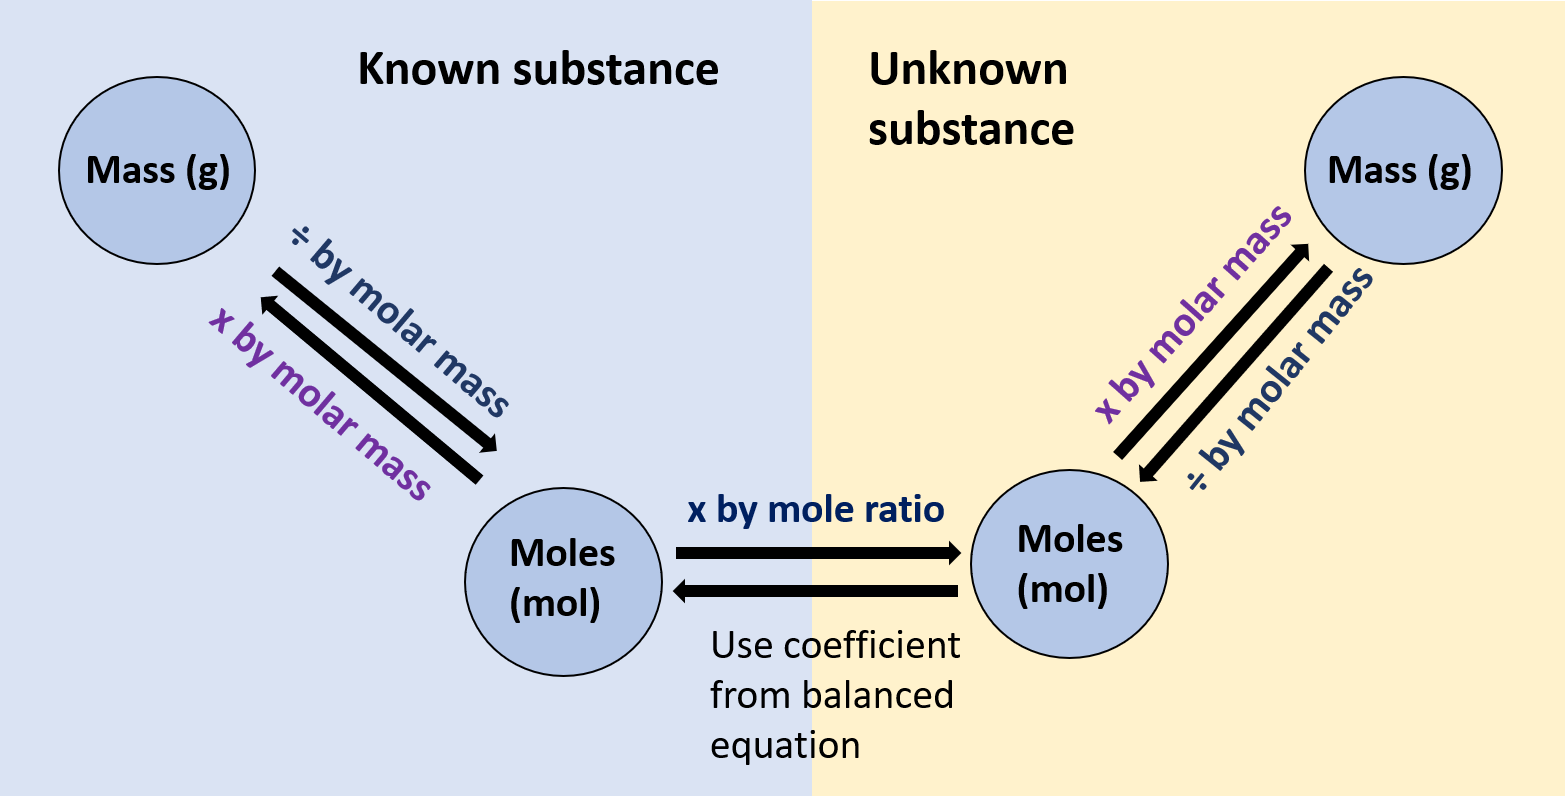 Known substance
Unknown
substance
Mass (g)
Mass (g)
÷ by molar mass
x by molar mass
x by molar mass
÷ by molar mass
x by mole ratio
Moles
(mol)
Moles
(mol)
Use coefficient
from balanced
equation